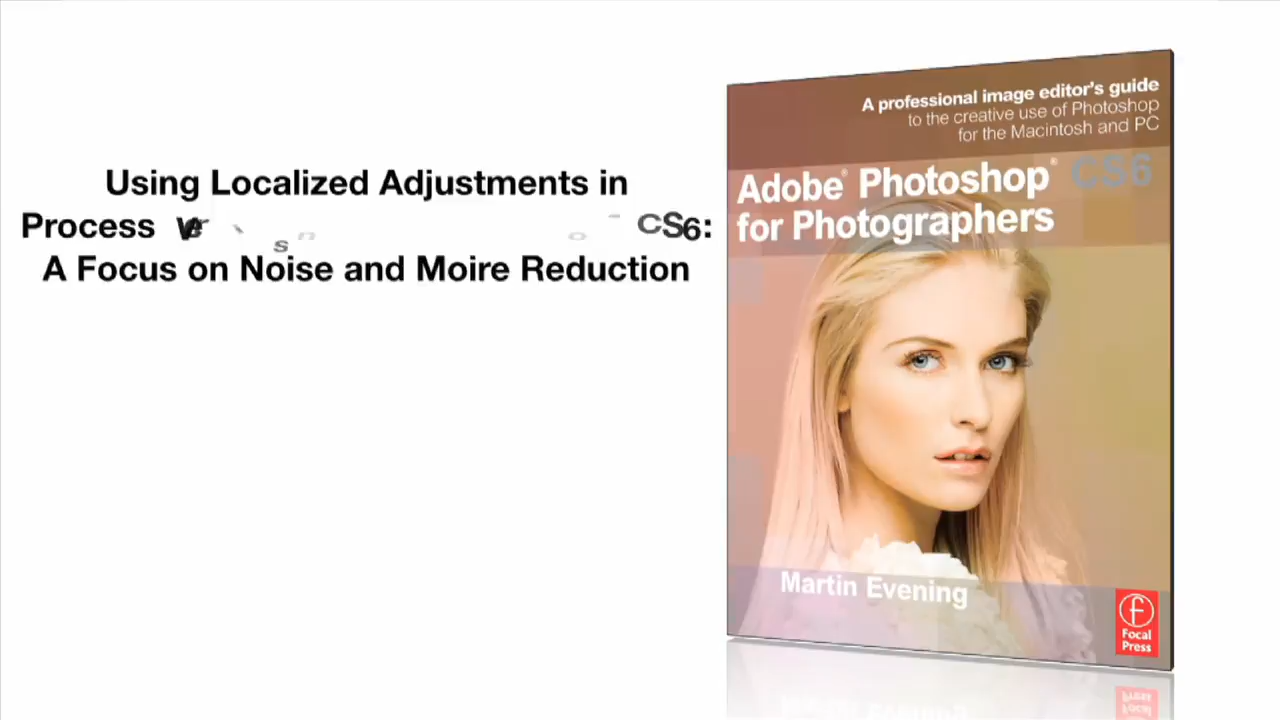 Using Localized Adjustments in
Process CS6:
A Focus on Noise and Moire Reduction
A professional image editor's guide
to the creative use of Photoshop
for the Macintosh and PC
Adobe® Photoshop® CS6
for Photographers
Martin Evening
f
Focal
Press